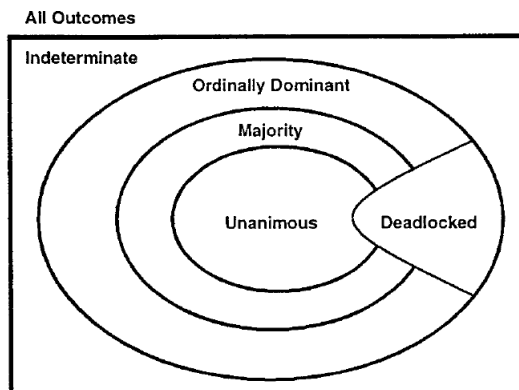 All Outcomes
Indeterminate
Ordinally Dominant
Majority
Unanimous
Deadlocked